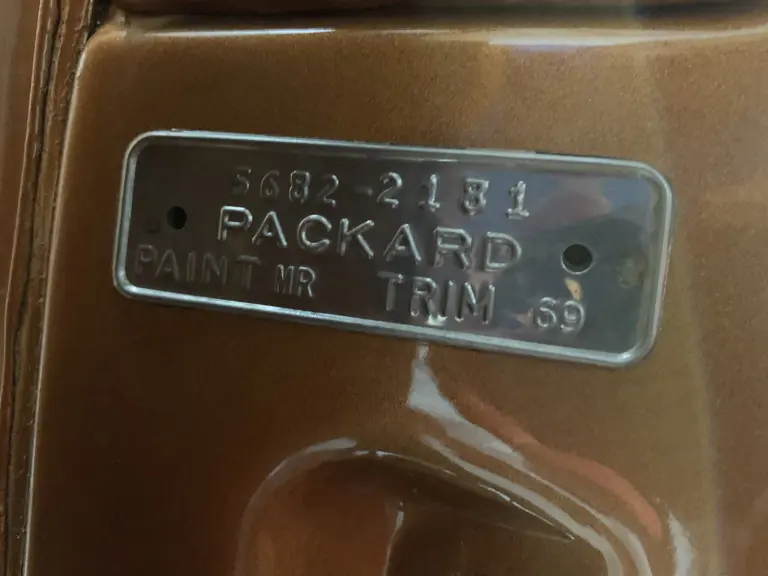 5682-2181
PACKARD
PAINT MR TRIM 69